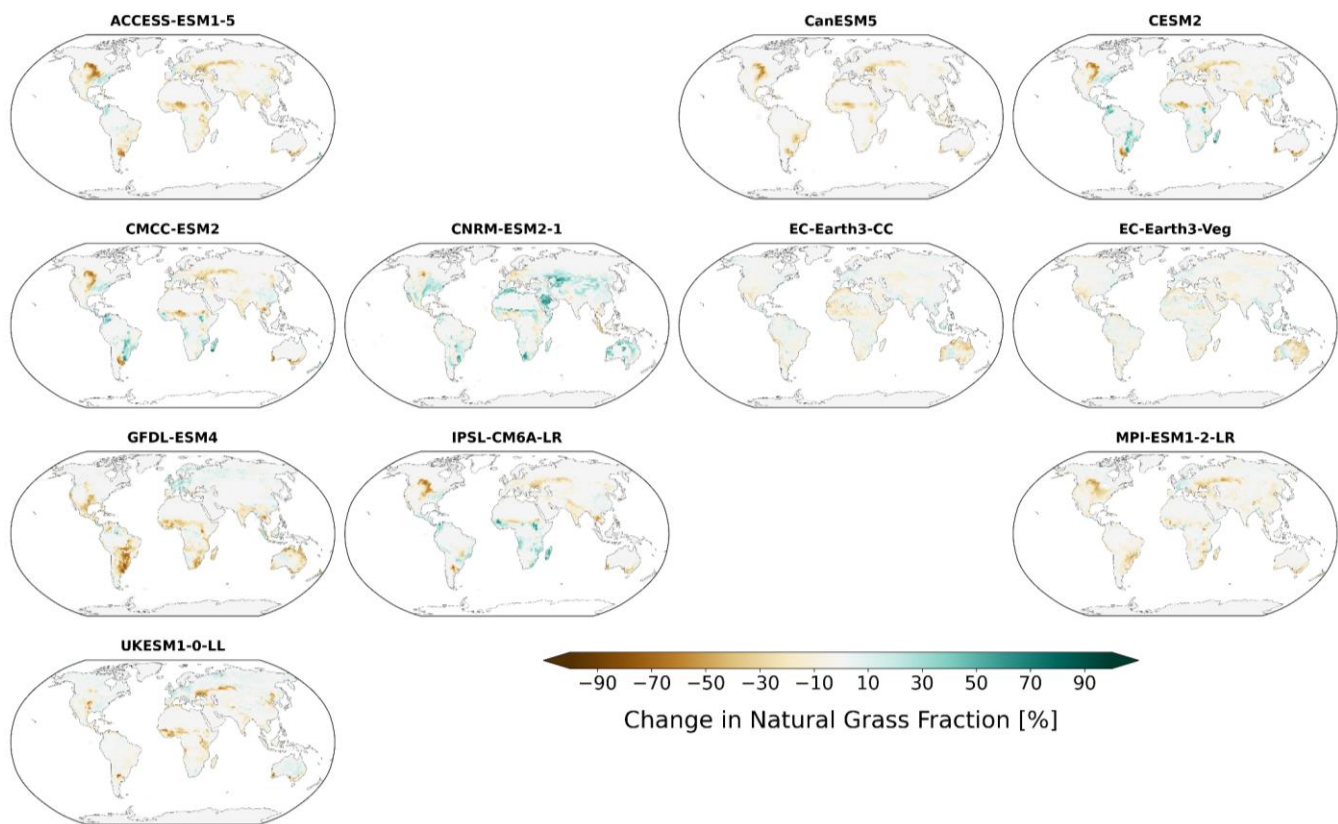 ACCESS-ESM1-5
CanESM5
CESM2
CMCC-ESM2
CNRM-ESM2-1
EC-Earth3-CC
EC-Earth3-Veg
GFDL-ESM4
IPSL-CM6A-LR
MPI-ESM1-2-LR
UKESM1-0-LL
−90 −70 −50 −30 −10 10 30 50 70 90
Change in Natural Grass Fraction [%]